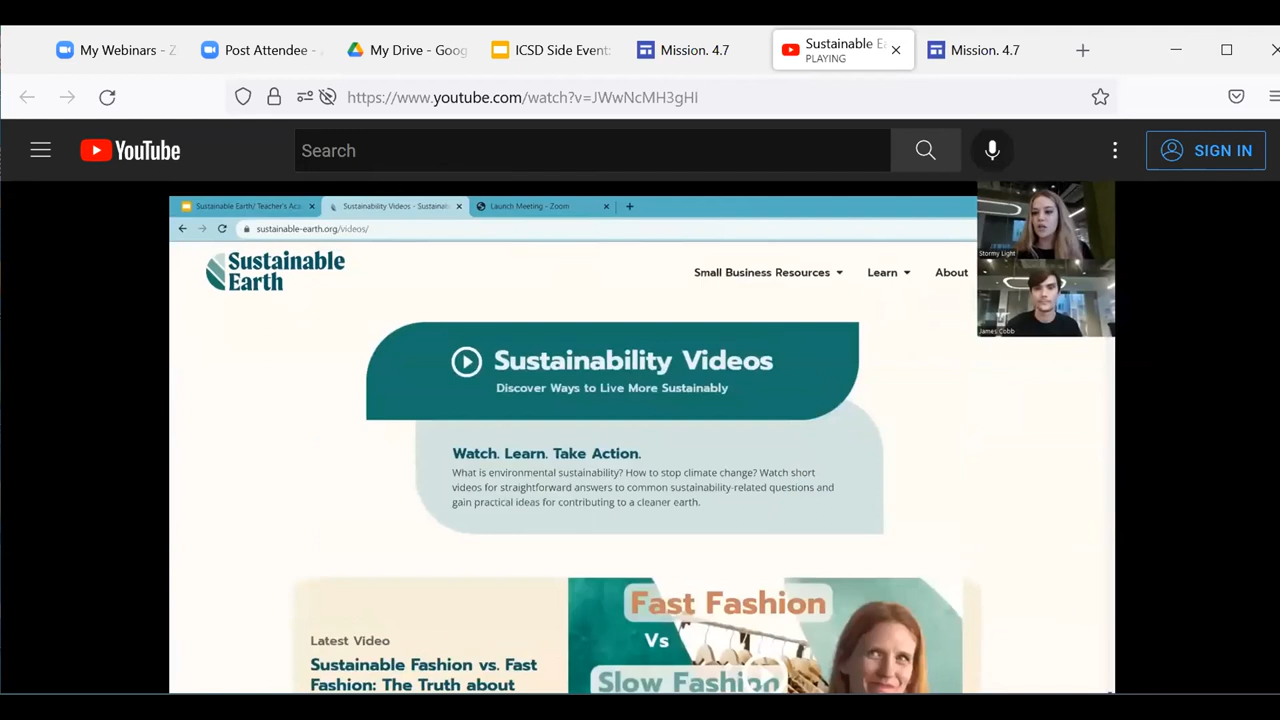 My Webinars - Z
Post Attendee -
My Drive - Goog
ICSD Side Event:
Mission. 4.7
Sustainable Ea
PLAYING
Mission. 4.7
https://www.youtube.com/watch?v=JWwNcMH3gHI
YouTube
Search
SIGN IN
Sustainable Earth/ Teacher's Aca
Sustainability Videos - Sustainab
Launch Meeting - Zoom
sustainable-earth.org/videos/
Sustainable
Earth
Small Business Resources
Learn
About
Stormy Light
James Cobb
Sustainability Videos
Discover Ways to Live More Sustainably
Watch. Learn. Take Action.
What is environmental sustainability? How to stop climate change? Watch short
videos for straightforward answers to common sustainability-related questions and
gain practical ideas for contributing to a cleaner earth.
Latest Video
Sustainable Fashion vs. Fast
Fashion: The Truth about
Fast Fashion
Vs
Slow Fashion